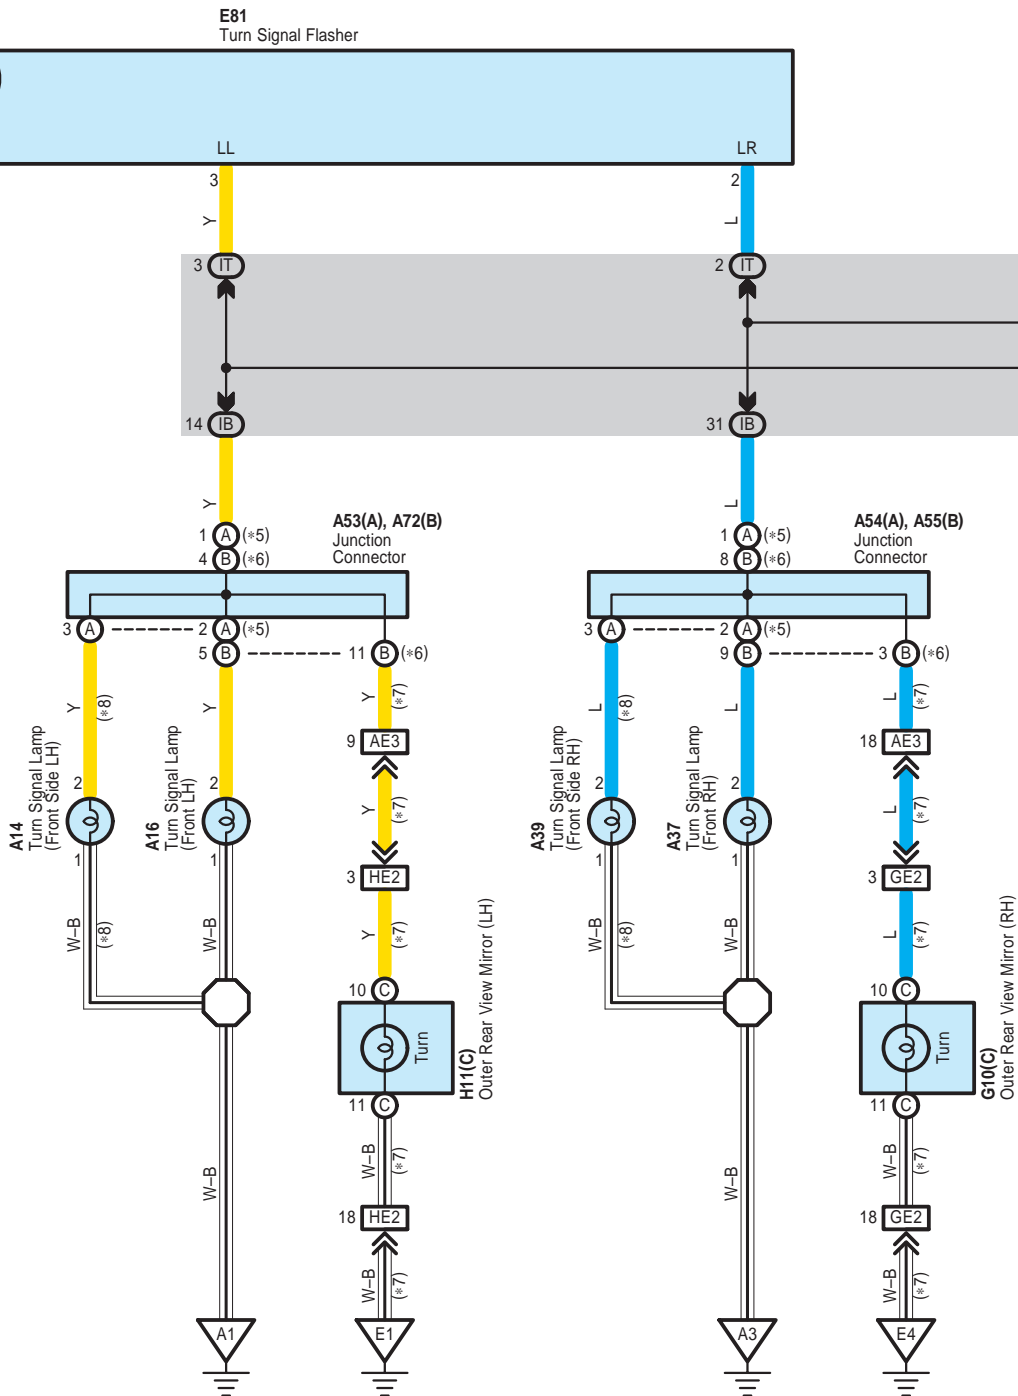 E81
Turn Signal Flasher
LL
LR
3
2
Y
L
3 IT
2 IT
14 IB
31 IB
Y
L
A53(A), A72(B)
Junction
Connector
A54(A), A55(B)
Junction
Connector
1 A (*5)
4 B (*6)
1 A (*5)
8 B (*6)
3 A
2 A (*5)
5 B
11 B (*6)
3 A
2 A (*5)
9 B
3 B (*6)
Y (*8)
Y
Y (*7)
L (*8)
L
L (*7)
9 AE3
18 AE3
A14
Turn Signal Lamp
(Front Side LH)
2
1
A16
Turn Signal Lamp
(Front LH)
2
1
Y (*7)
A39
Turn Signal Lamp
(Front Side RH)
2
1
A37
Turn Signal Lamp
(Front RH)
2
1
L (*7)
3 HE2
3 GE2
W-B (*8)
W-B
Y (*7)
W-B (*8)
W-B
L (*7)
10 C
Turn
11 C
H11(C)
Outer Rear View Mirror (LH)
10 C
Turn
11 C
G10(C)
Outer Rear View Mirror (RH)
W-B
W-B (*7)
W-B
W-B (*7)
18 HE2
18 GE2
W-B (*7)
W-B (*7)
A1
E1
A3
E4